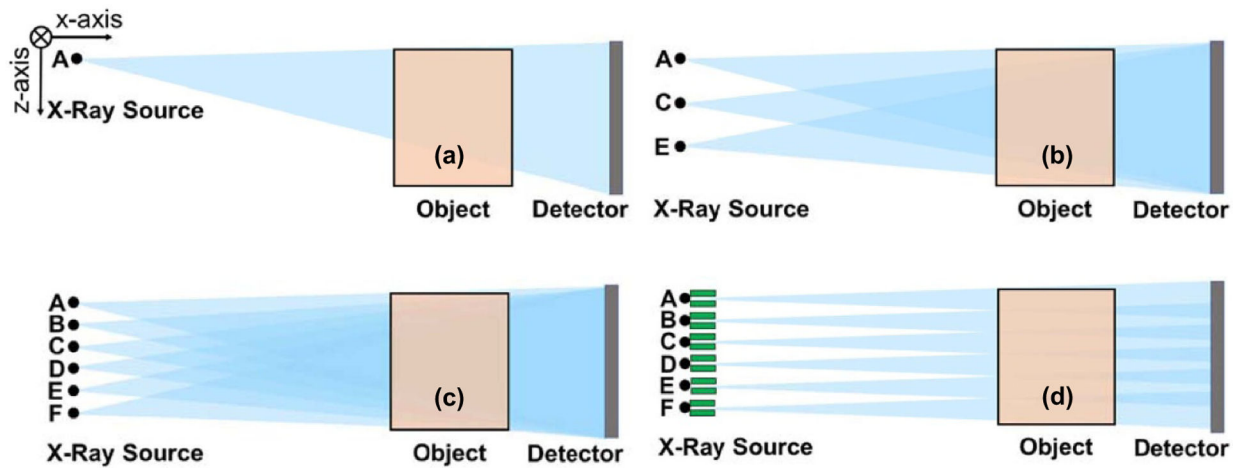 x-axis
z-axis
A
X-Ray Source
(a)
Object
Detector
A
C
E
X-Ray Source
(b)
Object
Detector
A
B
C
D
E
F
X-Ray Source
(c)
Object
Detector
A
B
C
D
E
F
X-Ray Source
(d)
Object
Detector